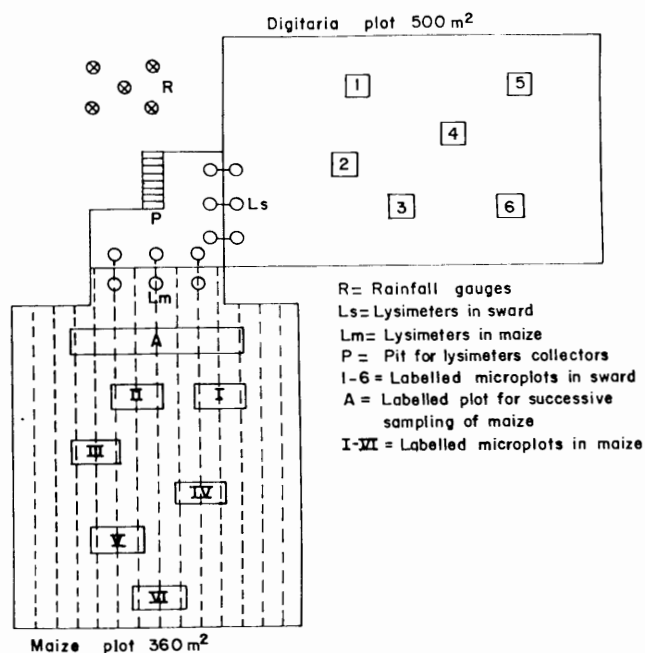 Digitaria plot 500 m²
R
1
5
4
2
3
6
Ls
P
Lm
R = Rainfall gauges
Ls = Lysimeters in sward
Lm = Lysimeters in maize
P = Pit for lysimeters collectors
I-6 = Labelled microplots in sward
A = Labelled plot for successive
sampling of maize
I-VI = Labelled microplots in maize
A
II
I
III
IV
V
VI
Maize plot 360 m²